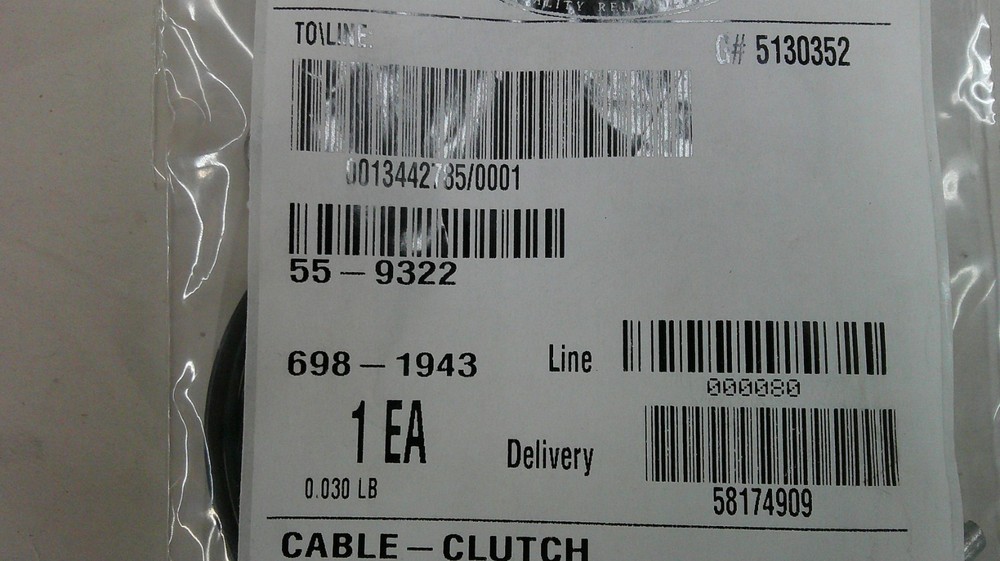 TO\LINE
G# 5130352
0013442785/0001
55-9322
698-1943
Line
000080
1 EA
Delivery
58174909
0.030 LB
CABLE-CLUTCH